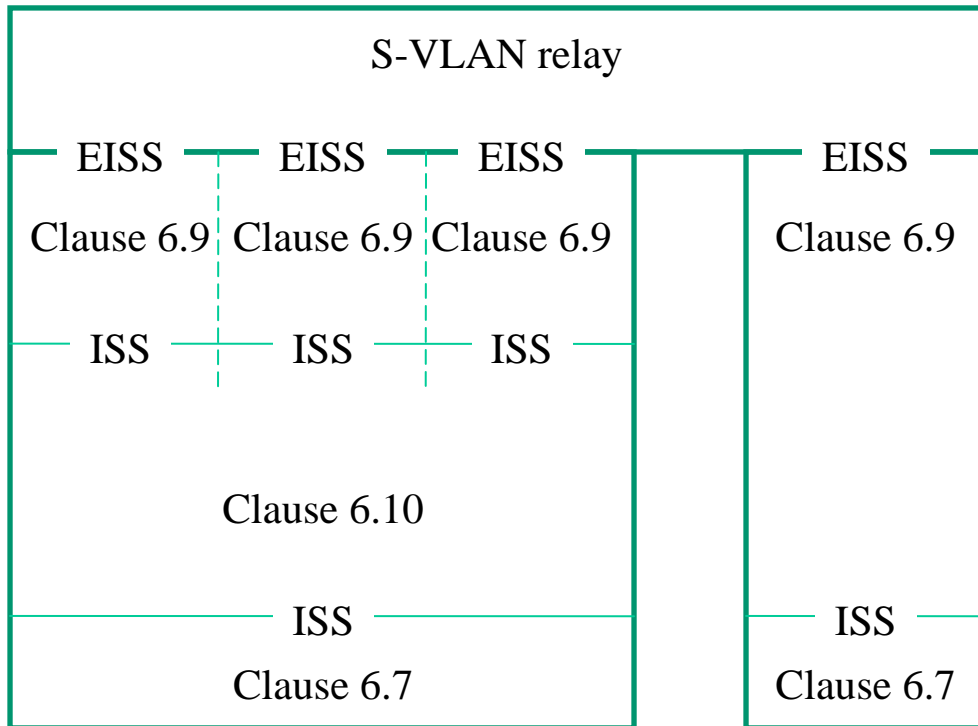 S-VLAN relay
EISS EISS EISS EISS
Clause 6.9 Clause 6.9 Clause 6.9 Clause 6.9
ISS ISS ISS
Clause 6.10
ISS ISS
Clause 6.7 Clause 6.7